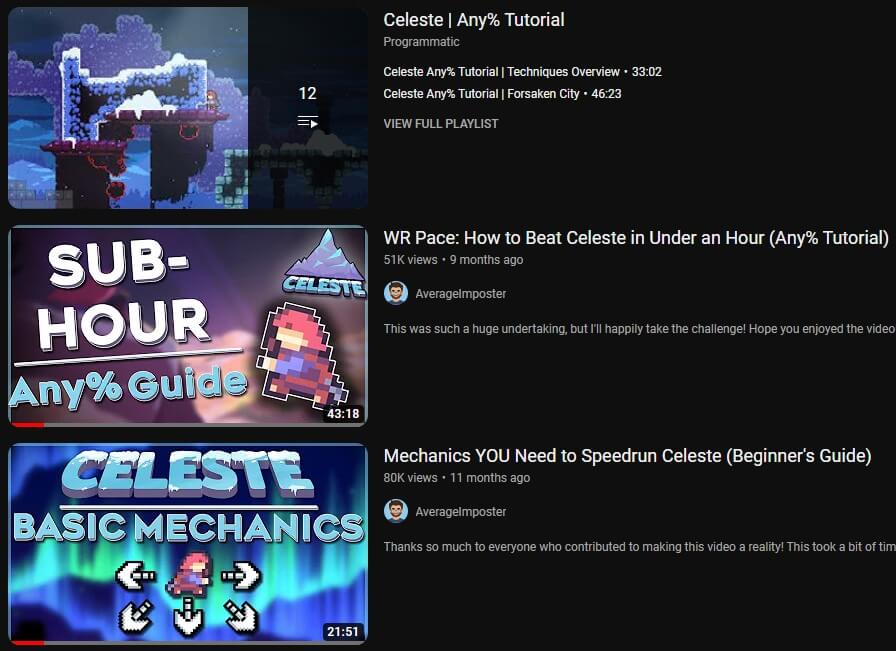 Celeste | Any% Tutorial
Programmatic
Celeste Any% Tutorial | Techniques Overview • 33:02
Celeste Any% Tutorial | Forsaken City • 46:23
VIEW FULL PLAYLIST
12
SUB-
HOUR
Any% Guide
CELESTE
43:18
WR Pace: How to Beat Celeste in Under an Hour (Any% Tutorial)
51K views • 9 months ago
AverageImposter
This was such a huge undertaking, but I'll happily take the challenge! Hope you enjoyed the video
CELESTE
BASIC MECHANICS
21:51
Mechanics YOU Need to Speedrun Celeste (Beginner's Guide)
80K views • 11 months ago
AverageImposter
Thanks so much to everyone who contributed to making this video a reality! This took a bit of tim